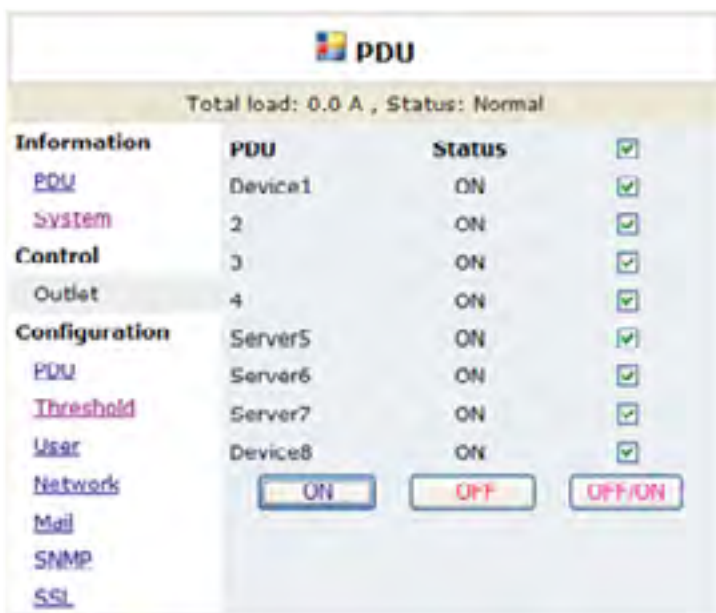 PDU
Total load: 0.0 A , Status: Normal
Information
PDU
System
Control
Outlet
Configuration
PDU
Threshold
User
Network
Mail
SNMP
SSL
PDU Status
Device1 ON
2 ON
3 ON
4 ON
Server5 ON
Server6 ON
Server7 ON
Device8 ON
ON OFF OFF/ON